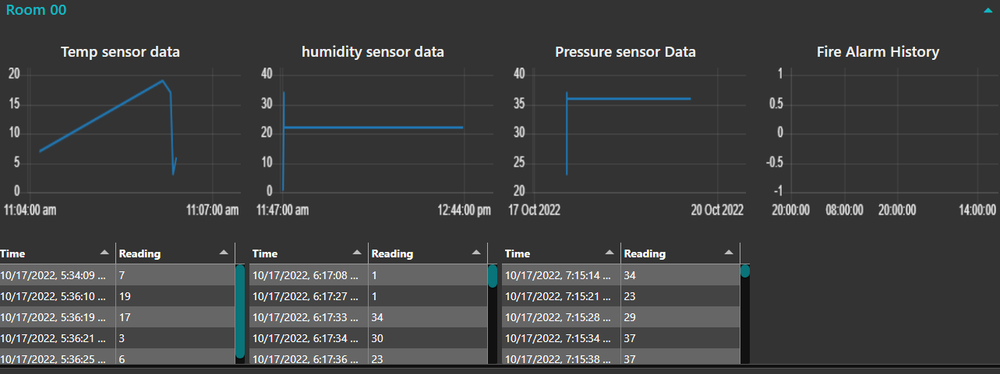 Room 00
Temp sensor data
20
15
10
5
0
11:04:00 am 11:07:00 am
humidity sensor data
40
30
20
10
0
11:47:00 am 12:44:00 pm
Pressure sensor Data
40
35
30
25
20
17 Oct 2022 20 Oct 2022
Fire Alarm History
1
0.5
0
-0.5
-1
20:00:00 08:00:00 20:00:00 14:00:00
Time Reading
10/17/2022, 5:34:09 ... 7
10/17/2022, 5:36:10 ... 19
10/17/2022, 5:36:19 ... 17
10/17/2022, 5:36:21 ... 3
10/17/2022, 5:36:25 ... 6
Time Reading
10/17/2022, 6:17:08 ... 1
10/17/2022, 6:17:27 ... 1
10/17/2022, 6:17:33 ... 34
10/17/2022, 6:17:34 ... 30
10/17/2022, 6:17:36 ... 23
Time Reading
10/17/2022, 7:15:14 ... 34
10/17/2022, 7:15:21 ... 23
10/17/2022, 7:15:28 ... 29
10/17/2022, 7:15:34 ... 37
10/17/2022, 7:15:38 ... 37